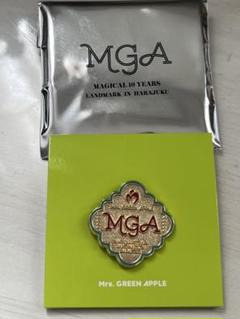 MGA
MAGICAL 10 YEARS
LANDMARK IN HARAJUKU
MGA
Mrs. GREEN APPLE